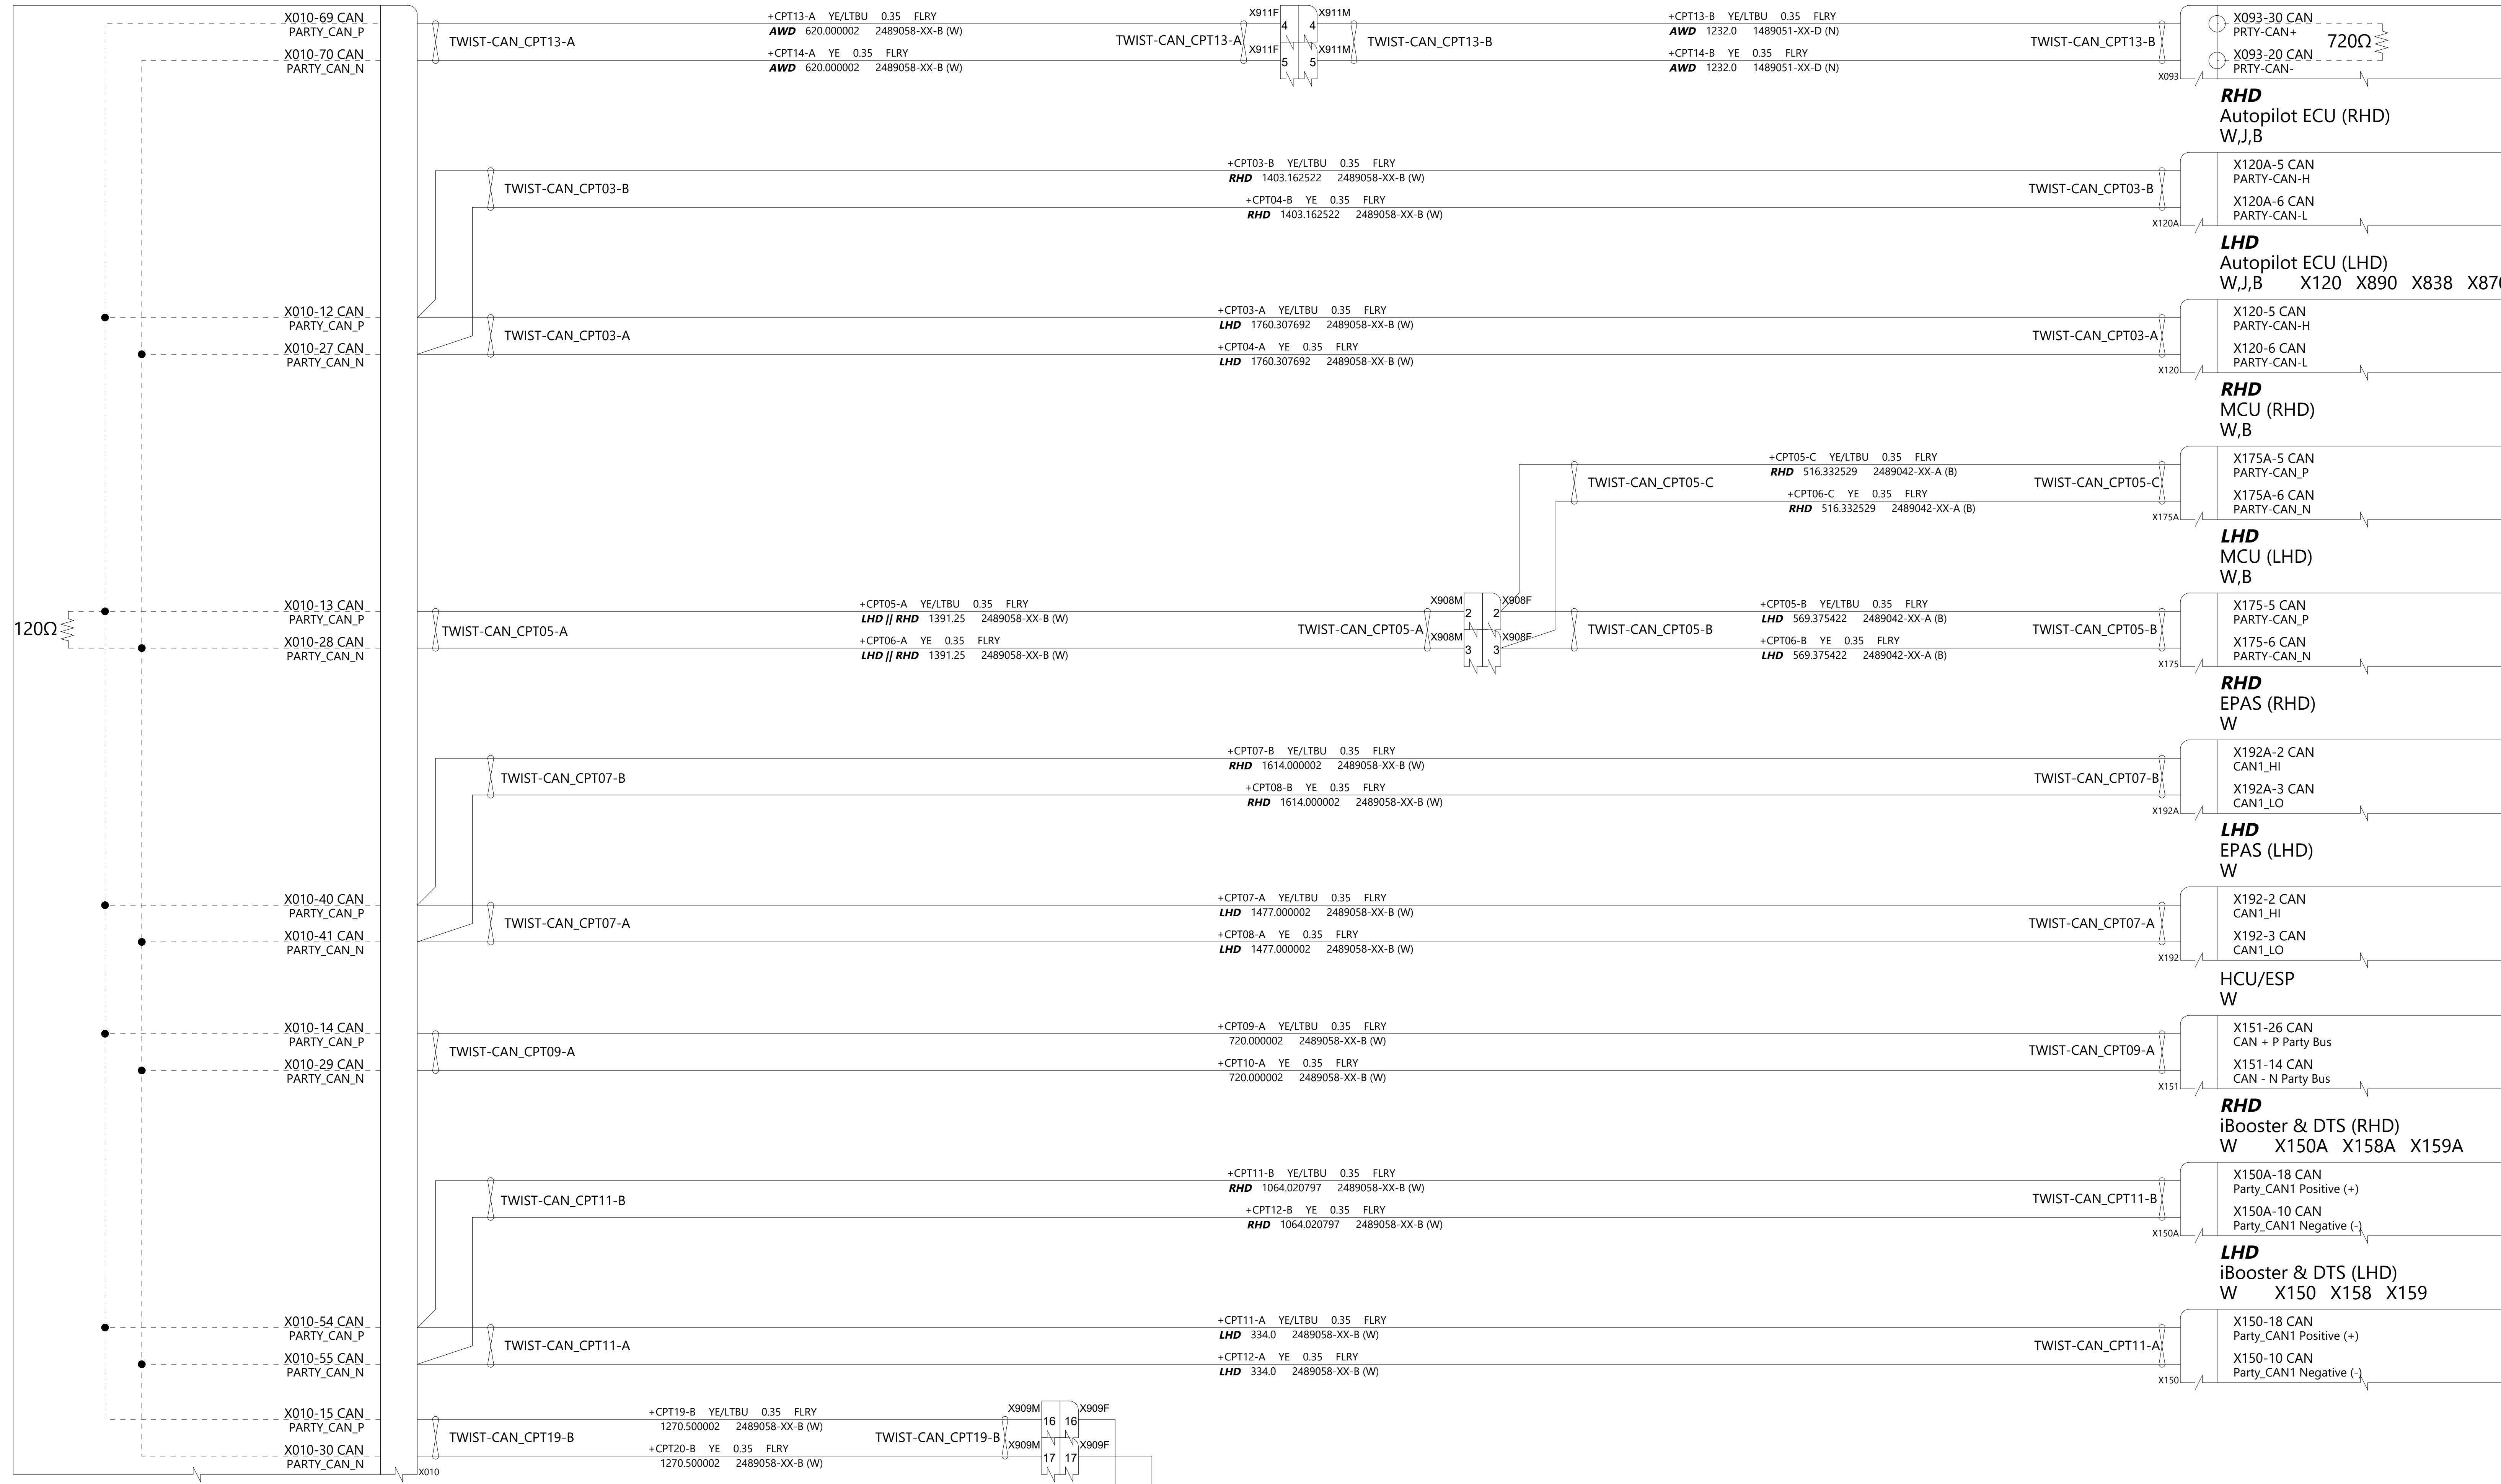 X010-69 CAN
PARTY_CAN_P
X010-70 CAN
PARTY_CAN_N
TWIST-CAN_CPT13-A
+CPT13-A YE/LTBU 0.35 FLRY
AWD 620.000002 2489058-XX-B (W)
+CPT14-A YE 0.35 FLRY
AWD 620.000002 2489058-XX-B (W)
TWIST-CAN_CPT13-A
X911F 4 4 X911M
X911F 5 5 X911M
TWIST-CAN_CPT13-B
+CPT13-B YE/LTBU 0.35 FLRY
AWD 1232.0 1489051-XX-D (N)
+CPT14-B YE 0.35 FLRY
AWD 1232.0 1489051-XX-D (N)
TWIST-CAN_CPT13-B
X093-30 CAN
PRTY-CAN+
720Ω
X093-20 CAN
PRTY-CAN-
X093
RHD
Autopilot ECU (RHD)
W,J,B
TWIST-CAN_CPT03-B
+CPT03-B YE/LTBU 0.35 FLRY
RHD 1403.162522 2489058-XX-B (W)
+CPT04-B YE 0.35 FLRY
RHD 1403.162522 2489058-XX-B (W)
TWIST-CAN_CPT03-B
X120A-5 CAN
PARTY-CAN-H
X120A-6 CAN
PARTY-CAN-L
X120A
LHD
Autopilot ECU (LHD)
W,J,B X120 X890 X838
X010-12 CAN
PARTY_CAN_P
X010-27 CAN
PARTY_CAN_N
TWIST-CAN_CPT03-A
+CPT03-A YE/LTBU 0.35 FLRY
LHD 1760.307692 2489058-XX-B (W)
+CPT04-A YE 0.35 FLRY
LHD 1760.307692 2489058-XX-B (W)
TWIST-CAN_CPT03-A
X120-5 CAN
PARTY-CAN-H
X120-6 CAN
PARTY-CAN-L
X120
RHD
MCU (RHD)
W,B
TWIST-CAN_CPT05-C
+CPT05-C YE/LTBU 0.35 FLRY
RHD 516.332529 2489042-XX-A (B)
+CPT06-C YE 0.35 FLRY
RHD 516.332529 2489042-XX-A (B)
TWIST-CAN_CPT05-C
X175A-5 CAN
PARTY-CAN_P
X175A-6 CAN
PARTY-CAN_N
X175A
LHD
MCU (LHD)
W,B
120Ω
X010-13 CAN
PARTY_CAN_P
X010-28 CAN
PARTY_CAN_N
TWIST-CAN_CPT05-A
+CPT05-A YE/LTBU 0.35 FLRY
LHD || RHD 1391.25 2489058-XX-B (W)
+CPT06-A YE 0.35 FLRY
LHD || RHD 1391.25 2489058-XX-B (W)
TWIST-CAN_CPT05-A
X908M 2 2 X908F
X908M 3 3 X908F
TWIST-CAN_CPT05-B
+CPT05-B YE/LTBU 0.35 FLRY
LHD 569.375422 2489042-XX-A (B)
+CPT06-B YE 0.35 FLRY
LHD 569.375422 2489042-XX-A (B)
TWIST-CAN_CPT05-B
X175-5 CAN
PARTY-CAN_P
X175-6 CAN
PARTY-CAN_N
X175
RHD
EPAS (RHD)
W
TWIST-CAN_CPT07-B
+CPT07-B YE/LTBU 0.35 FLRY
RHD 1614.000002 2489058-XX-B (W)
+CPT08-B YE 0.35 FLRY
RHD 1614.000002 2489058-XX-B (W)
TWIST-CAN_CPT07-B
X192A-2 CAN
CAN1_HI
X192A-3 CAN
CAN1_LO
X192A
LHD
EPAS (LHD)
W
X010-40 CAN
PARTY_CAN_P
X010-41 CAN
PARTY_CAN_N
TWIST-CAN_CPT07-A
+CPT07-A YE/LTBU 0.35 FLRY
LHD 1477.000002 2489058-XX-B (W)
+CPT08-A YE 0.35 FLRY
LHD 1477.000002 2489058-XX-B (W)
TWIST-CAN_CPT07-A
X192-2 CAN
CAN1_HI
X192-3 CAN
CAN1_LO
X192
HCU/ESP
W
X010-14 CAN
PARTY_CAN_P
X010-29 CAN
PARTY_CAN_N
TWIST-CAN_CPT09-A
+CPT09-A YE/LTBU 0.35 FLRY
720.000002 2489058-XX-B (W)
+CPT10-A YE 0.35 FLRY
720.000002 2489058-XX-B (W)
TWIST-CAN_CPT09-A
X151-26 CAN
CAN + P Party Bus
X151-14 CAN
CAN - N Party Bus
X151
RHD
iBooster & DTS (RHD)
W X150A X158A X159A
TWIST-CAN_CPT11-B
+CPT11-B YE/LTBU 0.35 FLRY
RHD 1064.020797 2489058-XX-B (W)
+CPT12-B YE 0.35 FLRY
RHD 1064.020797 2489058-XX-B (W)
TWIST-CAN_CPT11-B
X150A-18 CAN
Party_CAN1 Positive (+)
X150A-10 CAN
Party_CAN1 Negative (-)
X150A
LHD
iBooster & DTS (LHD)
W X150 X158 X159
X010-54 CAN
PARTY_CAN_P
X010-55 CAN
PARTY_CAN_N
TWIST-CAN_CPT11-A
+CPT11-A YE/LTBU 0.35 FLRY
LHD 334.0 2489058-XX-B (W)
+CPT12-A YE 0.35 FLRY
LHD 334.0 2489058-XX-B (W)
TWIST-CAN_CPT11-A
X150-18 CAN
Party_CAN1 Positive (+)
X150-10 CAN
Party_CAN1 Negative (-)
X150
X010-15 CAN
PARTY_CAN_P
X010-30 CAN
PARTY_CAN_N
X010
TWIST-CAN_CPT19-B
+CPT19-B YE/LTBU 0.35 FLRY
1270.500002 2489058-XX-B (W)
+CPT20-B YE 0.35 FLRY
1270.500002 2489058-XX-B (W)
TWIST-CAN_CPT19-B
X909M 16 16 X909F
X909M 17 17 X909F